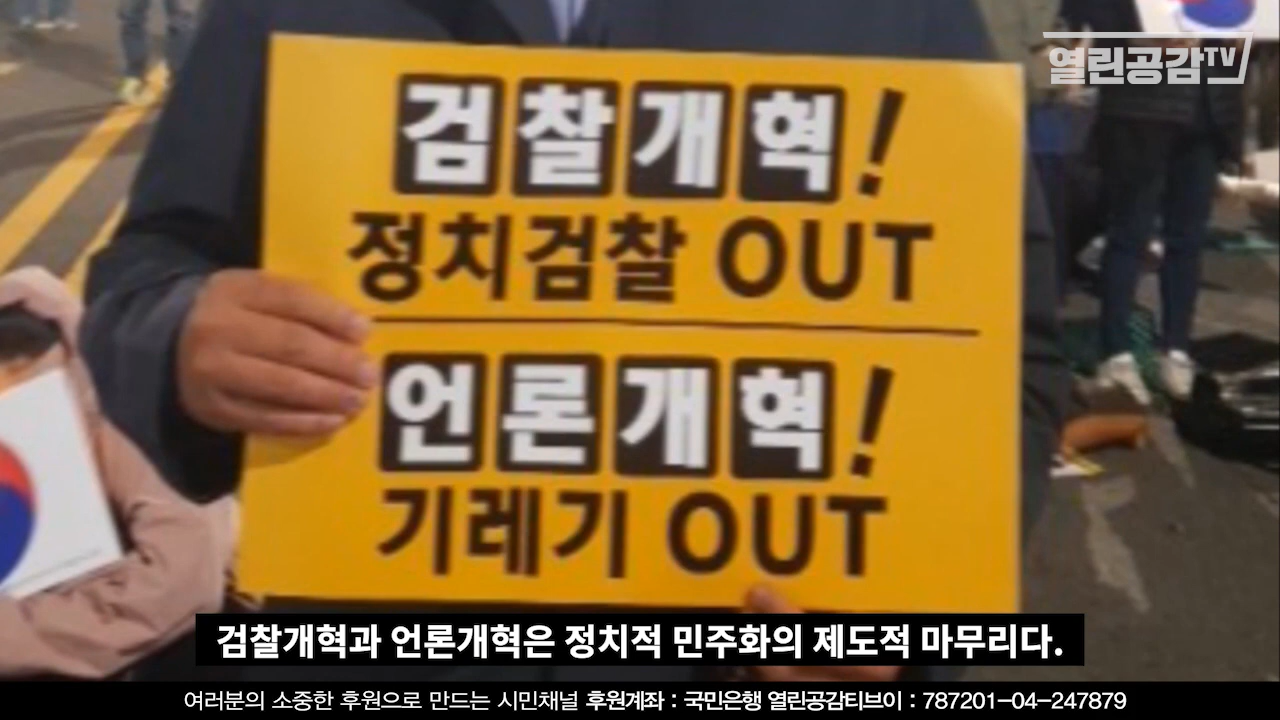 열린공감TV
검찰개혁!
정치검찰 OUT
언론개혁!
기레기 OUT
검찰개혁과 언론개혁은 정치적 민주화의 제도적 마무리다.
여러분의 소중한 후원으로 만드는 시민채널 후원계좌 : 국민은행 열린공감티브이 : 787201-04-247879